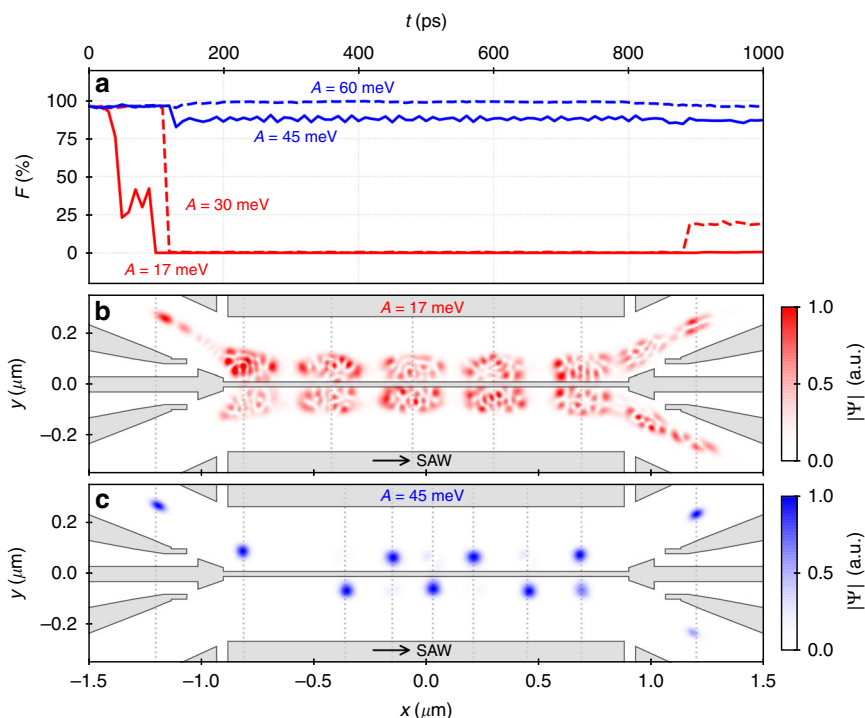 t (ps)
0 200 400 600 800 1000
a
A = 60 meV
100
A = 45 meV
75
F (%)
50
A = 30 meV
25
0
A = 17 meV
b
A = 17 meV
1.0
0.2
y (μm)
0.0
0.5
|Ψ| (a.u.)
−0.2
SAW
0.0
c
A = 45 meV
1.0
0.2
y (μm)
0.0
0.5
|Ψ| (a.u.)
−0.2
SAW
0.0
−1.5 −1.0 −0.5 0.0 0.5 1.0 1.5
x (μm)